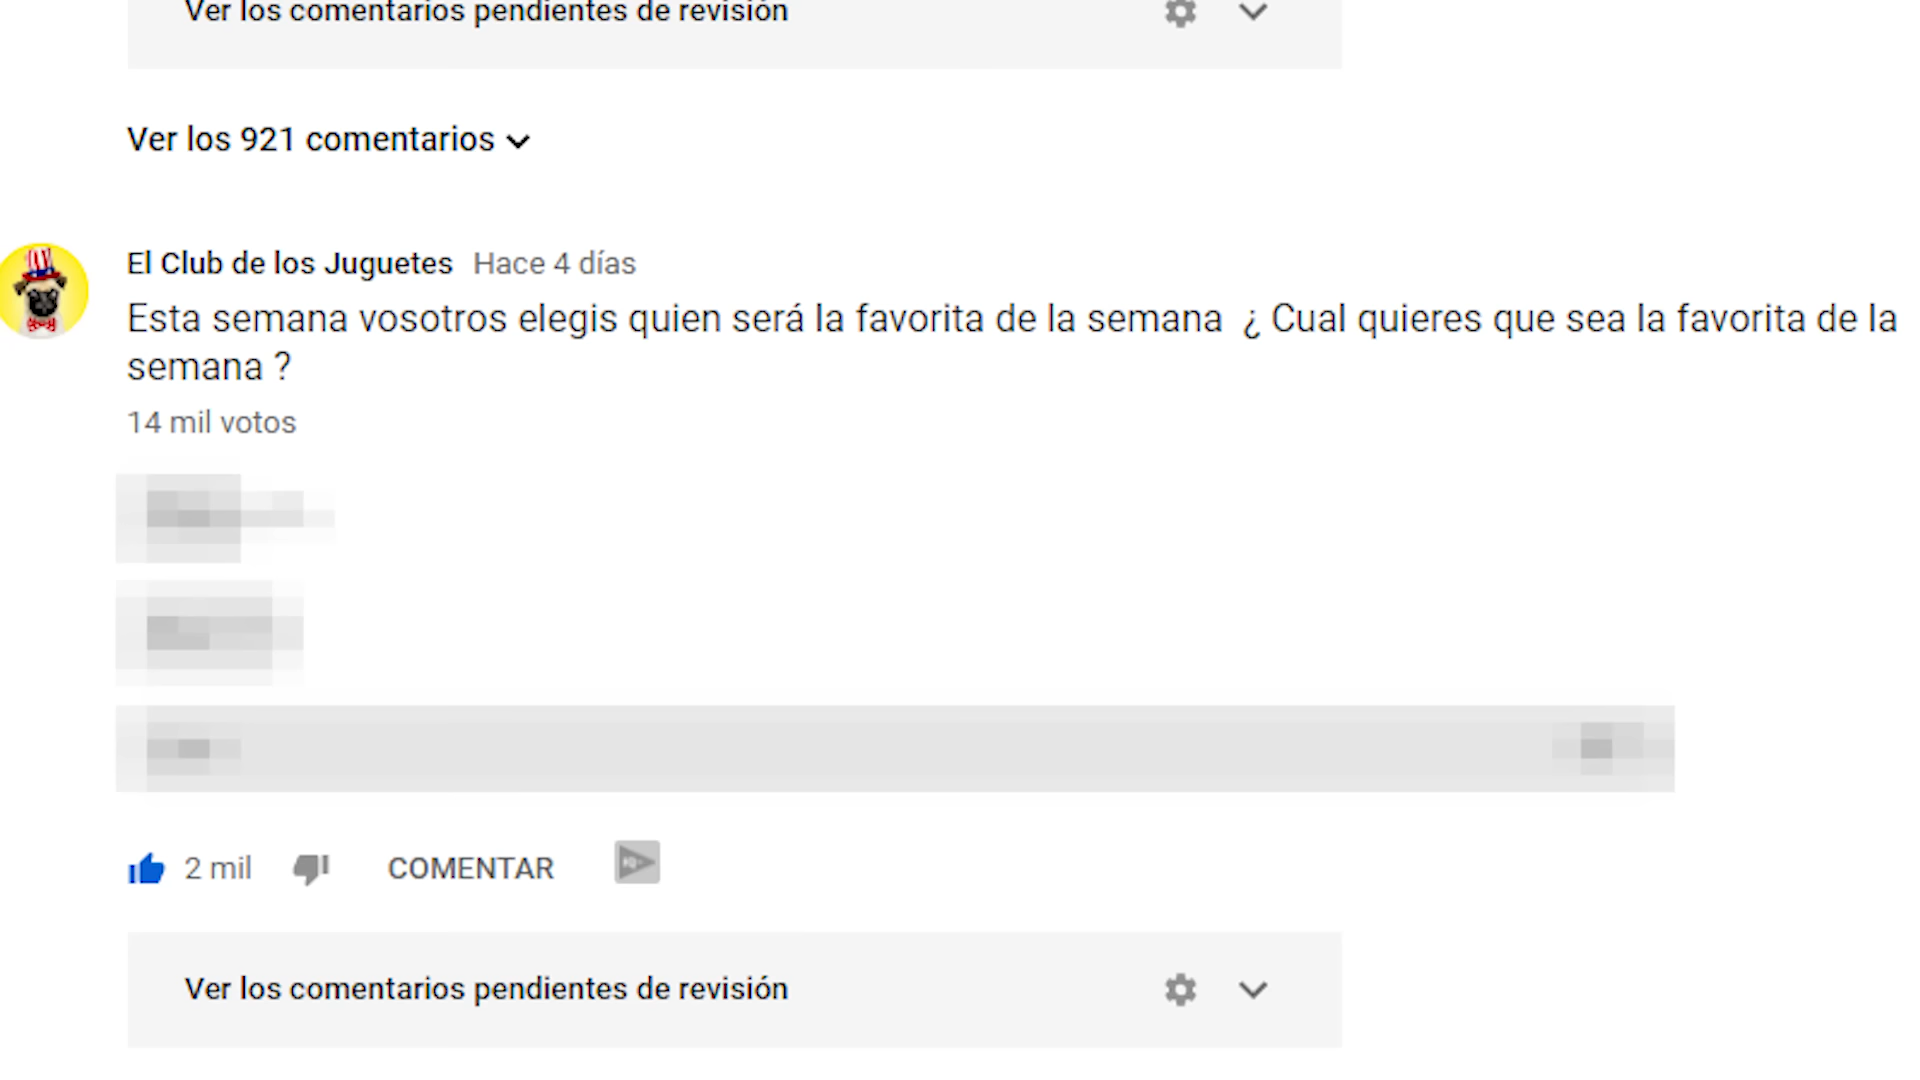 Ver los comentarios pendientes de revisión
Ver los 921 comentarios
El Club de los Juguetes Hace 4 días
Esta semana vosotros elegis quien será la favorita de la semana ¿ Cual quieres que sea la favorita de la
semana ?
14 mil votos
2 mil COMENTAR
Ver los comentarios pendientes de revisión